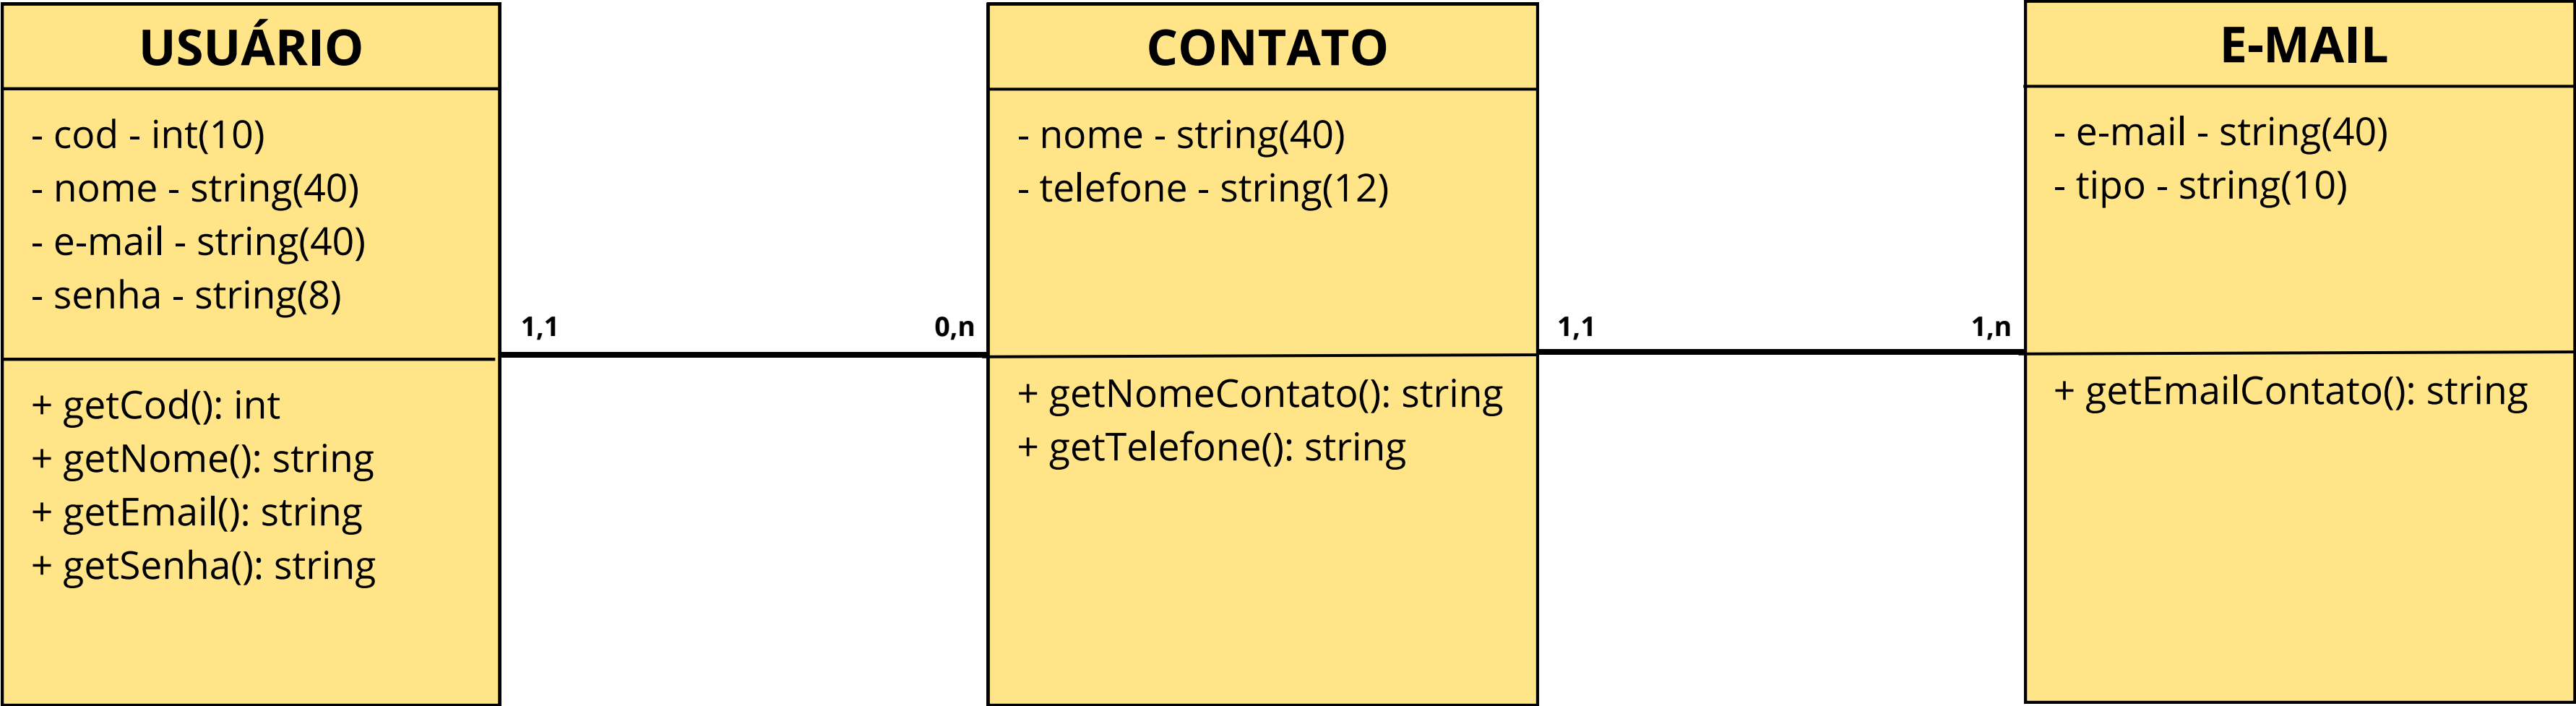 USUÁRIO
- cod - int(10)
- nome - string(40)
- e-mail - string(40)
- senha - string(8)
+ getCod(): int
+ getNome(): string
+ getEmail(): string
+ getSenha(): string
1,1
0,n
CONTATO
- nome - string(40)
- telefone - string(12)
+ getNomeContato(): string
+ getTelefone(): string
1,1
1,n
E-MAIL
- e-mail - string(40)
- tipo - string(10)
+ getEmailContato(): string